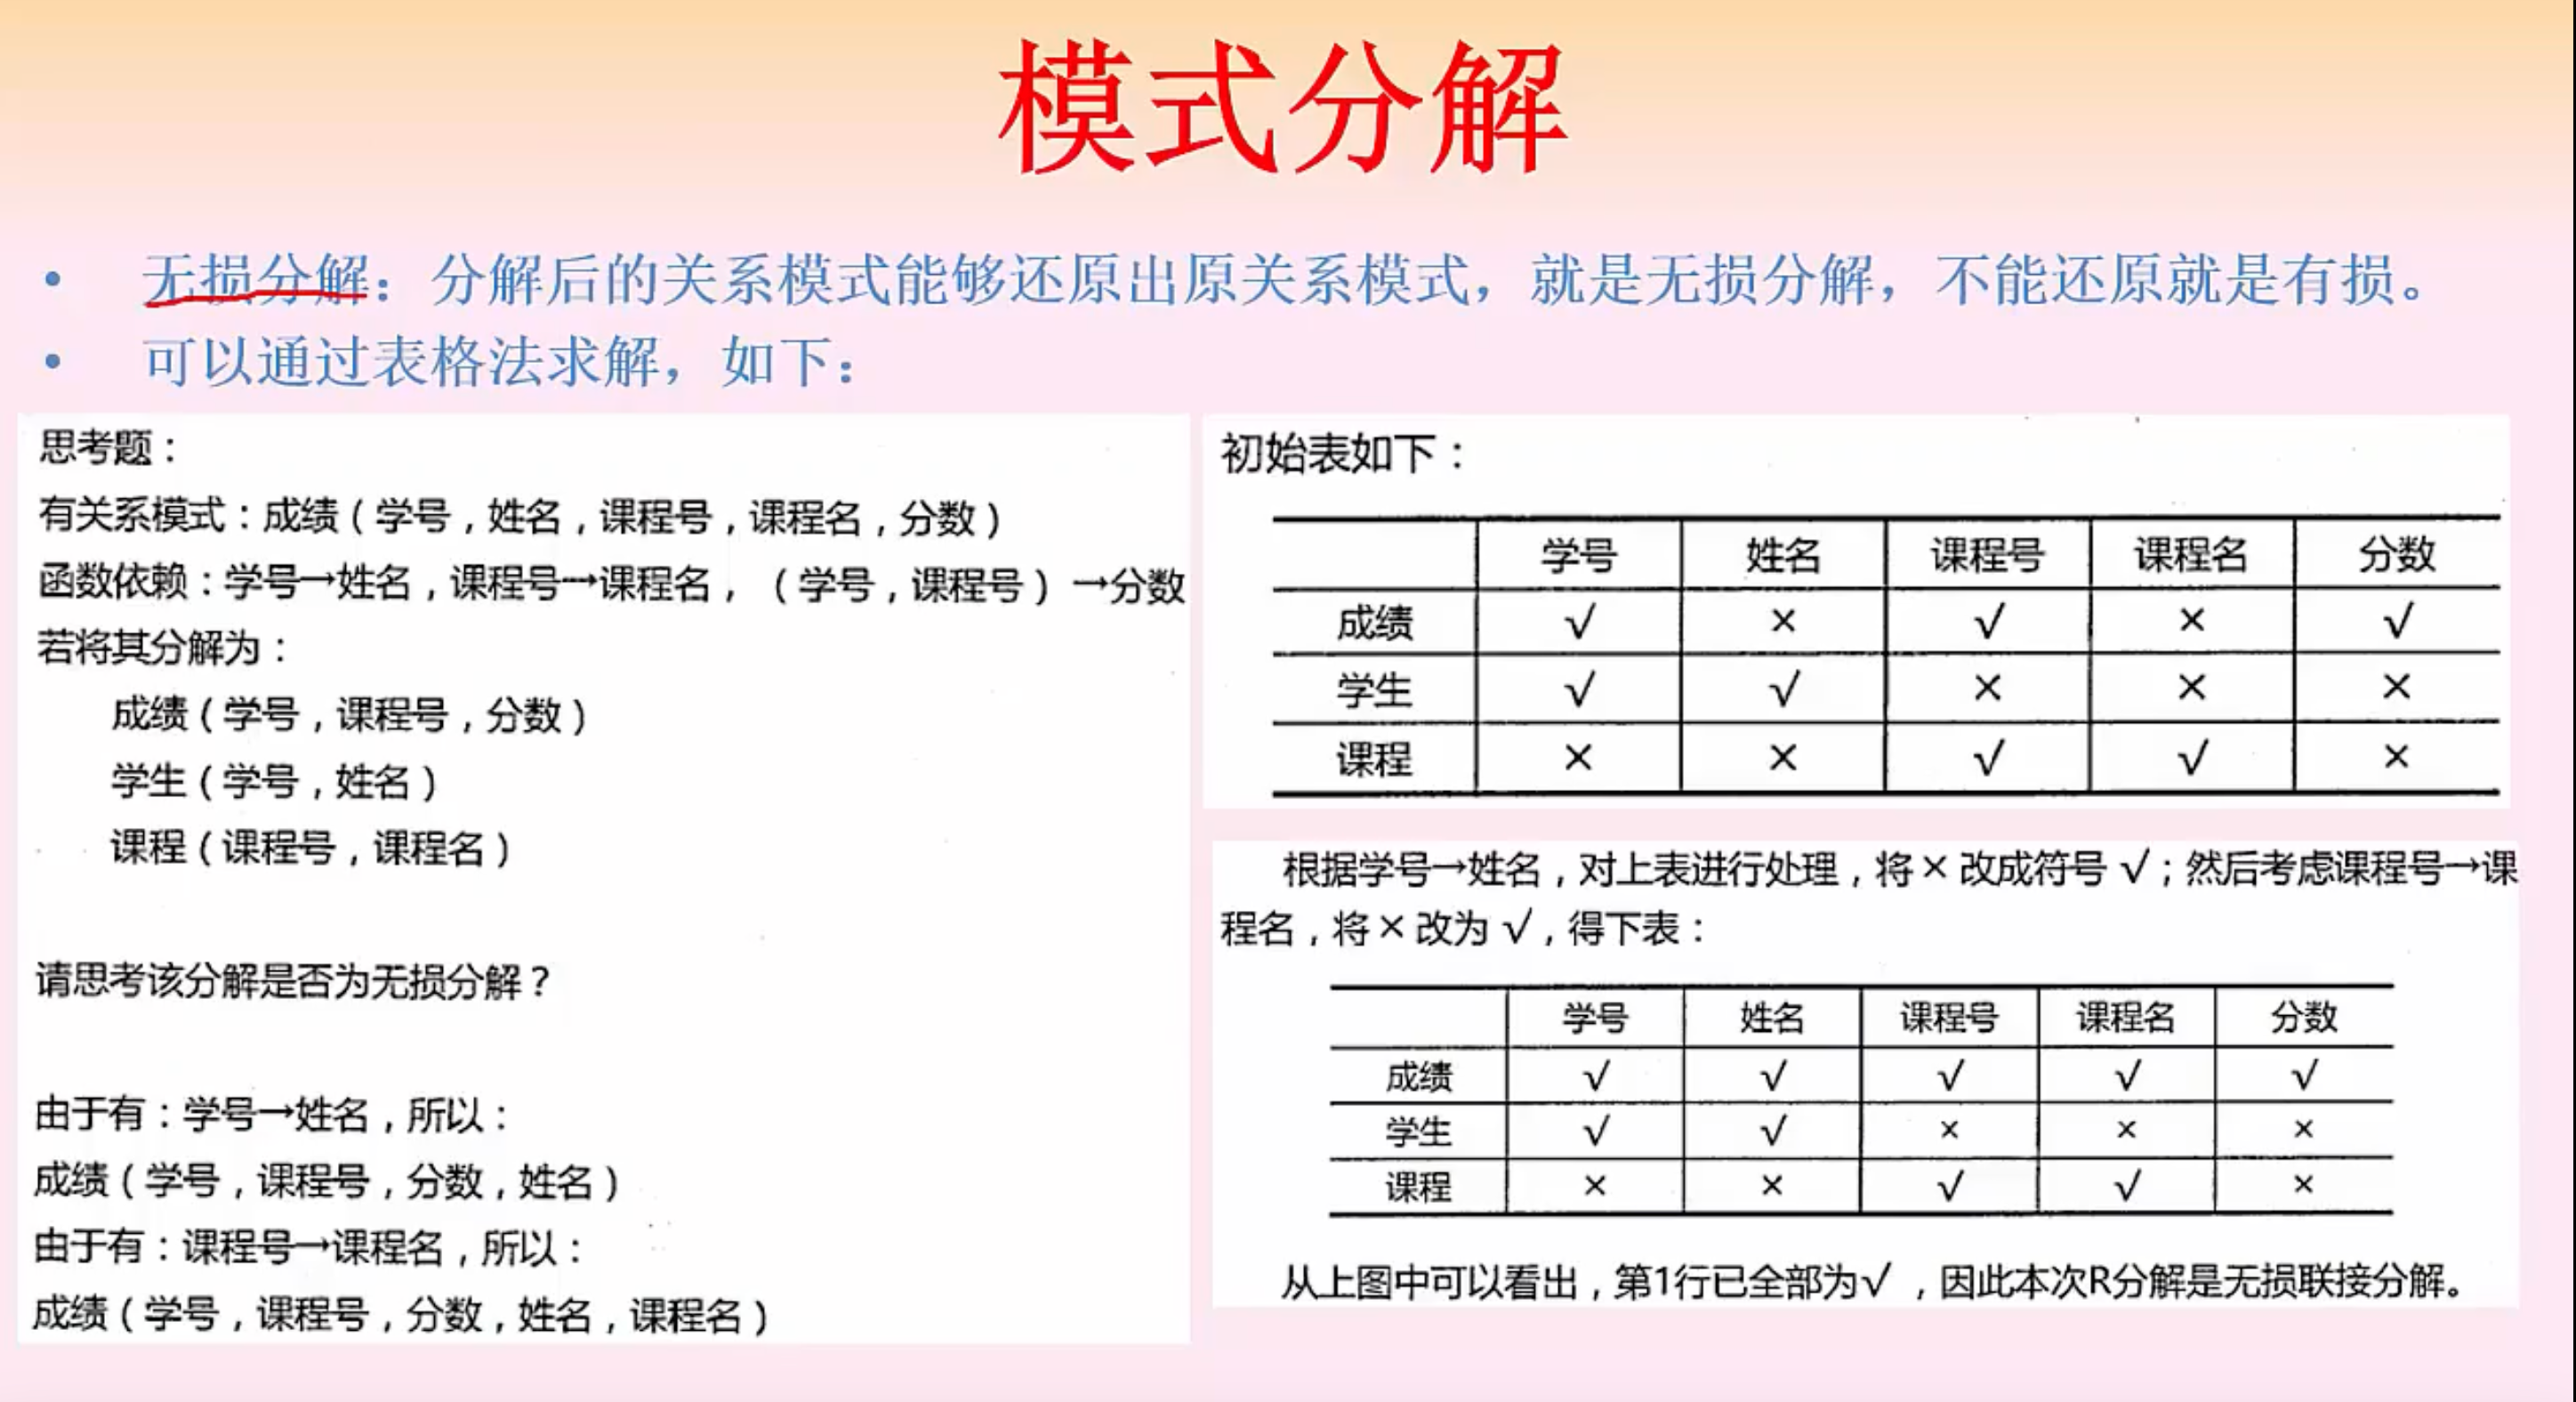 模式分解
• 无损分解：分解后的关系模式能够还原出原关系模式，就是无损分解，不能还原就是有损。
• 可以通过表格法求解，如下：
思考题：
有关系模式：成绩（学号，姓名，课程号，课程名，分数）
函数依赖：学号→姓名，课程号→课程名，（学号，课程号）→分数
若将其分解为：
成绩（学号，课程号，分数）
学生（学号，姓名）
课程（课程号，课程名）
请思考该分解是否为无损分解？
由于有：学号→姓名，所以：
成绩（学号，课程号，分数，姓名）
由于有：课程号→课程名，所以：
成绩（学号，课程号，分数，姓名，课程名）
初始表如下：
学号 姓名 课程号 课程名 分数
成绩 √ × √ × √
学生 √ √ × × ×
课程 × × √ √ ×
根据学号→姓名，对上表进行处理，将×改成符号√；然后考虑课程号→课
程名，将×改为√，得下表：
学号 姓名 课程号 课程名 分数
成绩 √ √ √ √ √
学生 √ √ × × ×
课程 × × √ √ ×
从上图中可以看出，第1行已全部为√，因此本次R分解是无损联接分解。